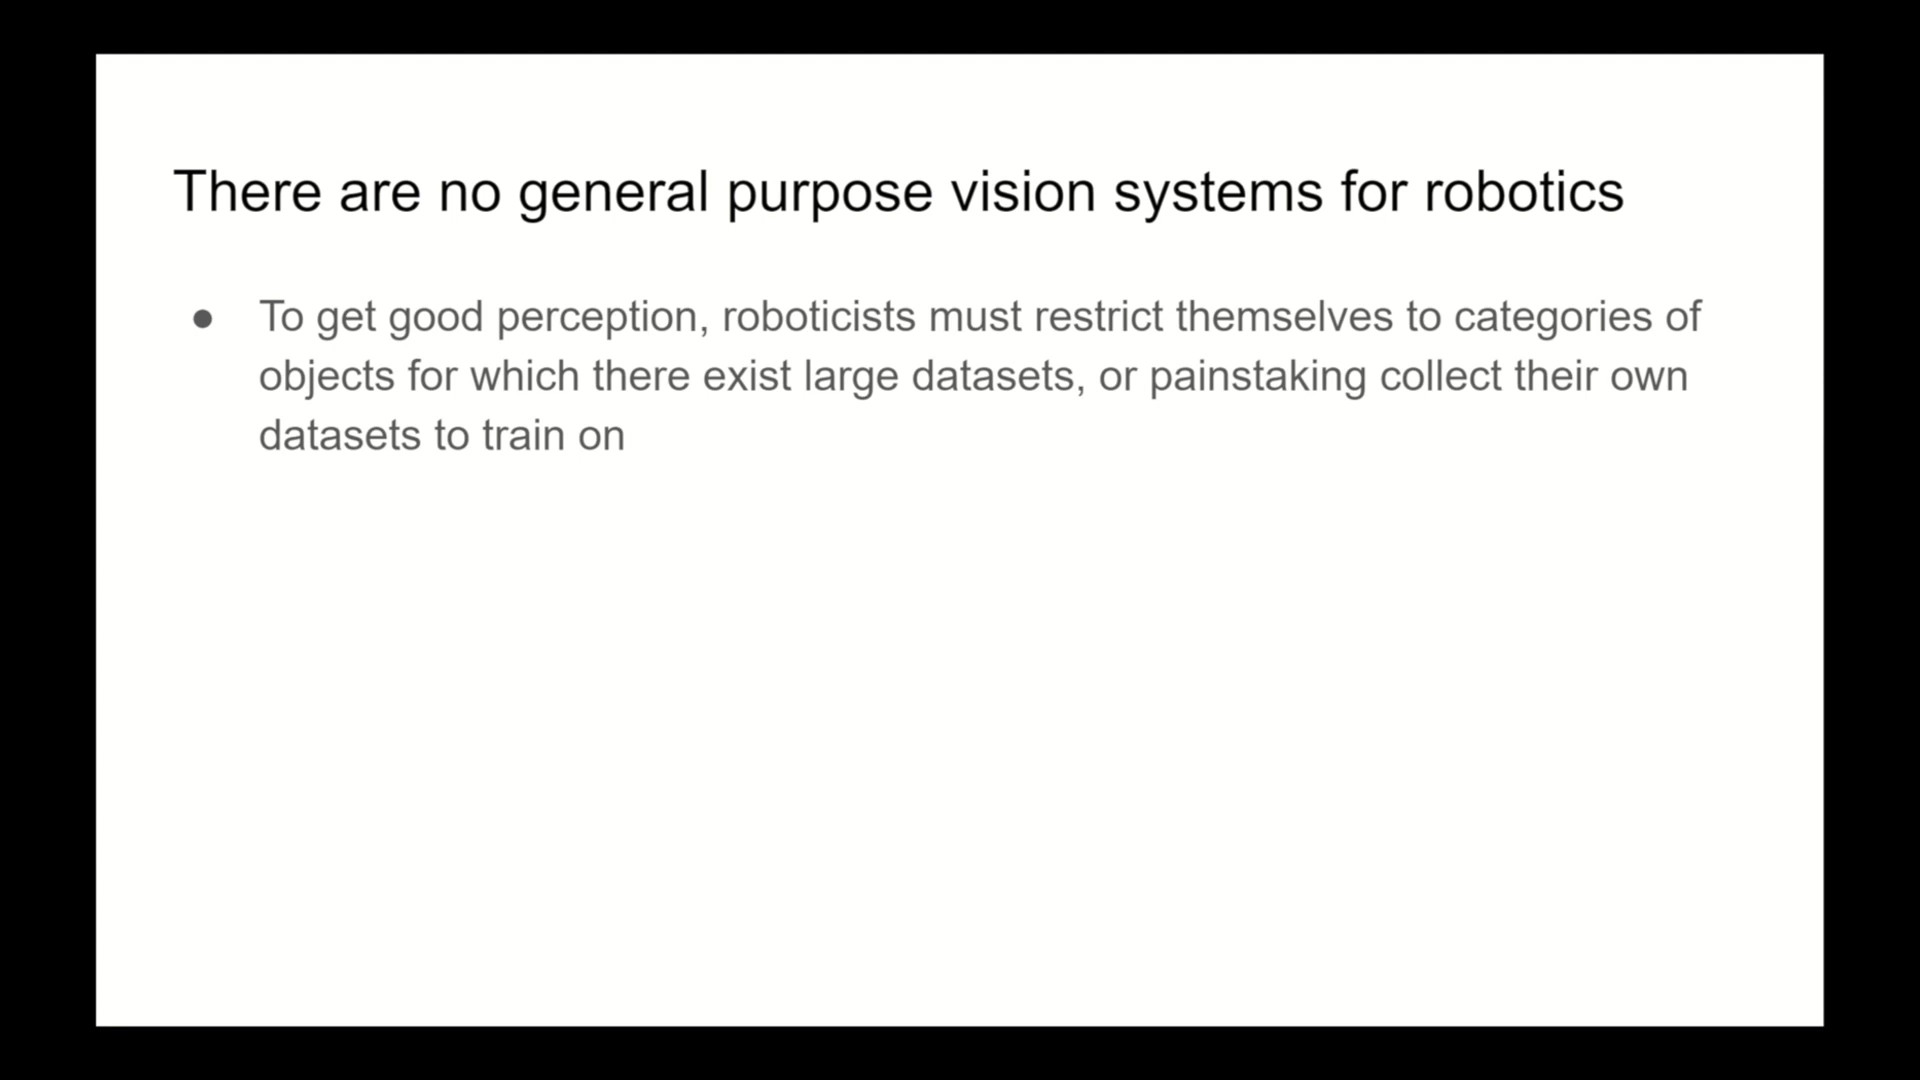 There are no general purpose vision systems for robotics
● To get good perception, roboticists must restrict themselves to categories of
objects for which there exist large datasets, or painstaking collect their own
datasets to train on